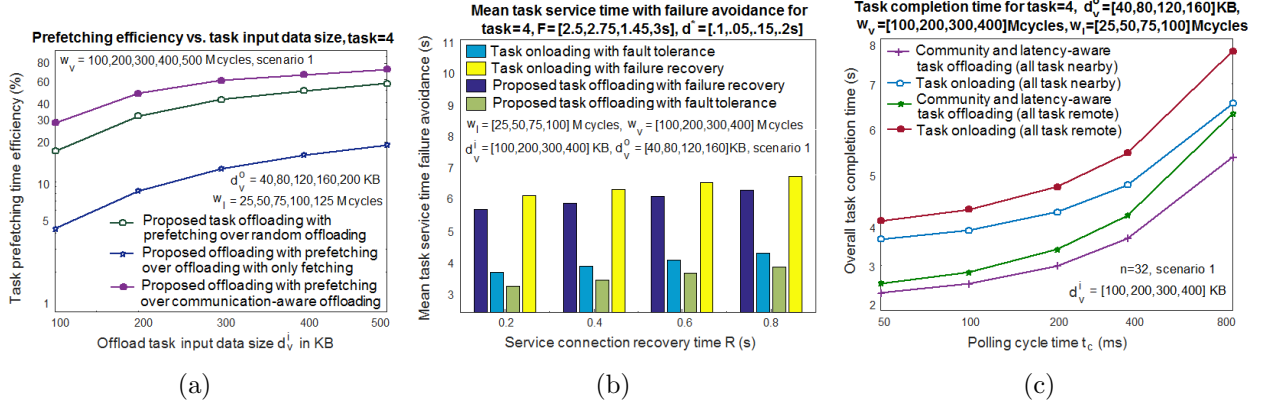 Prefetching efficiency vs. task input data size, task=4
w_v = 100,200,300,400,500 Mcycles, scenario 1
Task prefetching time efficiency (%)
80
60
40
30
20
10
5
1
d_v^o = 40,80,120,160,200 KB
w_l = 25,50,75,100,125 Mcycles
Proposed task offloading with
prefetching over random offloading
Proposed offloading with prefetching
over offloading with only fetching
Proposed offloading with prefetching
over communication-aware offloading
100 200 300 400 500
Offload task input data size d_v^i in KB
(a)
Mean task service time with failure avoidance for
task=4, F= [2.5,2.75,1.45,3s], d^* = [.1,.05,.15,.2s]
Mean task service time failure avoidance (s)
11
10
9
8
7
6
5
4
3
Task onloading with fault tolerance
Task onloading with failure recovery
Proposed task offloading with failure recovery
Proposed task offloading with fault tolerance
w_l = [25,50,75,100] Mcycles, w_v = [100,200,300,400] Mcycles
d_v^i = [100,200,300,400] KB, d_v^o = [40,80,120,160]KB, scenario 1
0.2 0.4 0.6 0.8
Service connection recovery time R (s)
(b)
Task completion time for task=4, d_v^o=[40,80,120,160]KB,
w_v=[100,200,300,400]Mcycles, w_l=[25,50,75,100]Mcycles
Overall task completion time (s)
8
7
6
5
4
3
2
Community and latency-aware
task offloading (all task nearby)
Task onloading (all task nearby)
Community and latency-aware
task offloading (all task remote)
Task onloading (all task remote)
n=32, scenario 1
d_v^i = [100,200,300,400] KB
50 100 200 400 800
Polling cycle time t_c (ms)
(c)